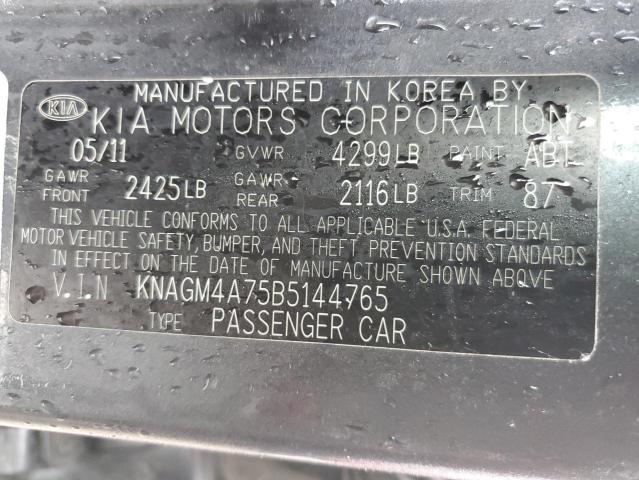 MANUFACTURED IN KOREA BY
KIA KIA MOTORS CORPORATION
05/11 GVWR 4299LB PAINT ABT
GAWR FRONT 2425LB GAWR REAR 2116LB TRIM 87
THIS VEHICLE CONFORMS TO ALL APPLICABLE U.S.A. FEDERAL
MOTOR VEHICLE SAFETY, BUMPER, AND THEFT PREVENTION STANDARDS
IN EFFECT ON THE DATE OF MANUFACTURE SHOWN ABOVE
V.I.N KNAGM4A75B5144765
TYPE PASSENGER CAR